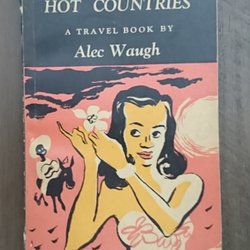 HOT COUNTRIES
A TRAVEL BOOK BY
Alec Waugh